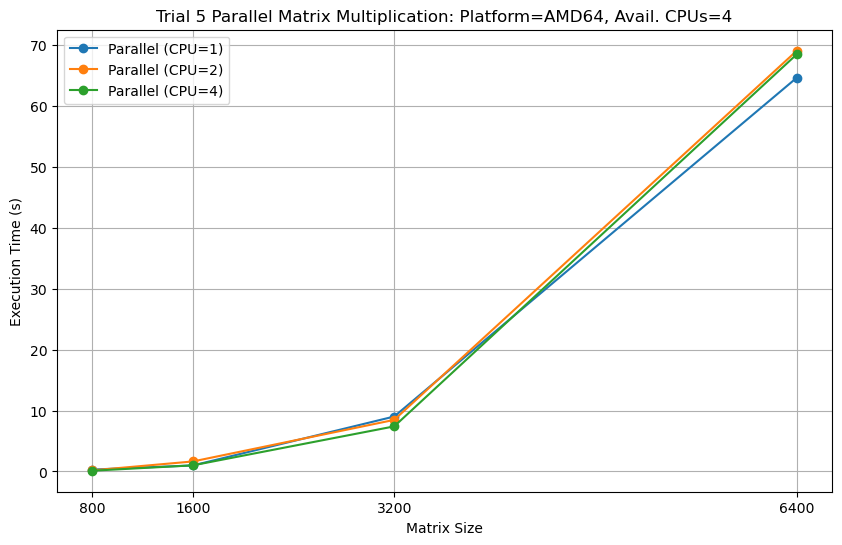 Trial 5 Parallel Matrix Multiplication: Platform=AMD64, Avail. CPUs=4
Parallel (CPU=1)
Parallel (CPU=2)
Parallel (CPU=4)
Execution Time (s)
70
60
50
40
30
20
10
0
800 1600 3200 6400
Matrix Size